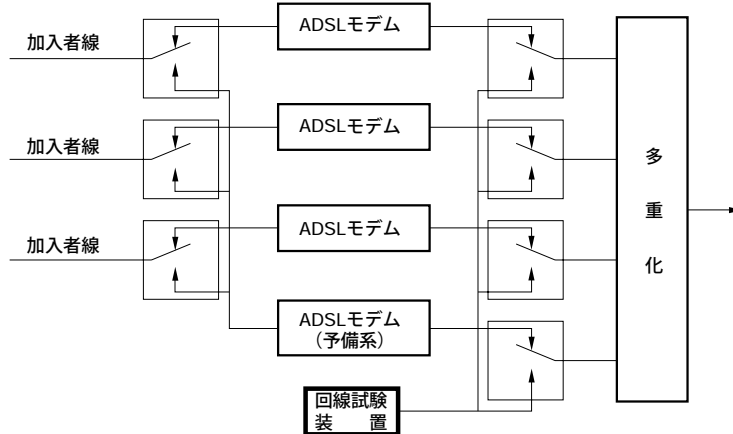 加入者線
ADSLモデム
加入者線
ADSLモデム
加入者線
ADSLモデム
ADSLモデム
（予備系）
回線試験
装　置
多
重
化